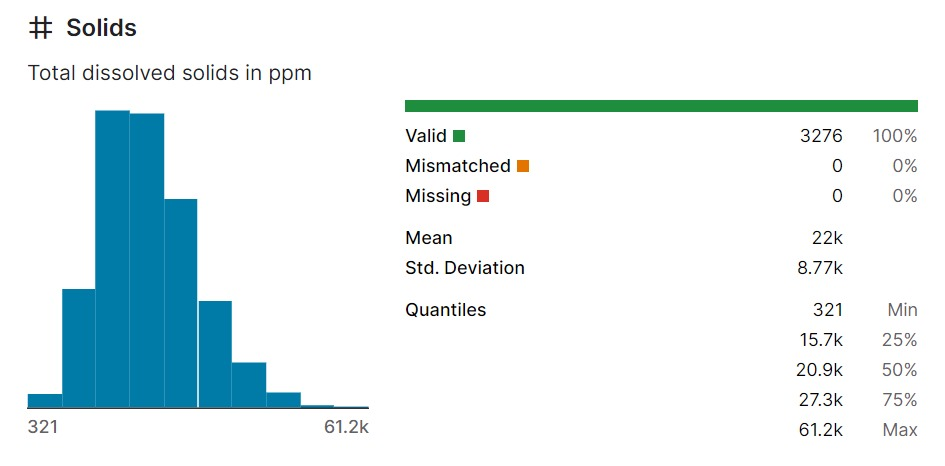 Solids
Total dissolved solids in ppm
321 61.2k
Valid 3276 100%
Mismatched 0 0%
Missing 0 0%
Mean 22k
Std. Deviation 8.77k
Quantiles 321 Min
15.7k 25%
20.9k 50%
27.3k 75%
61.2k Max